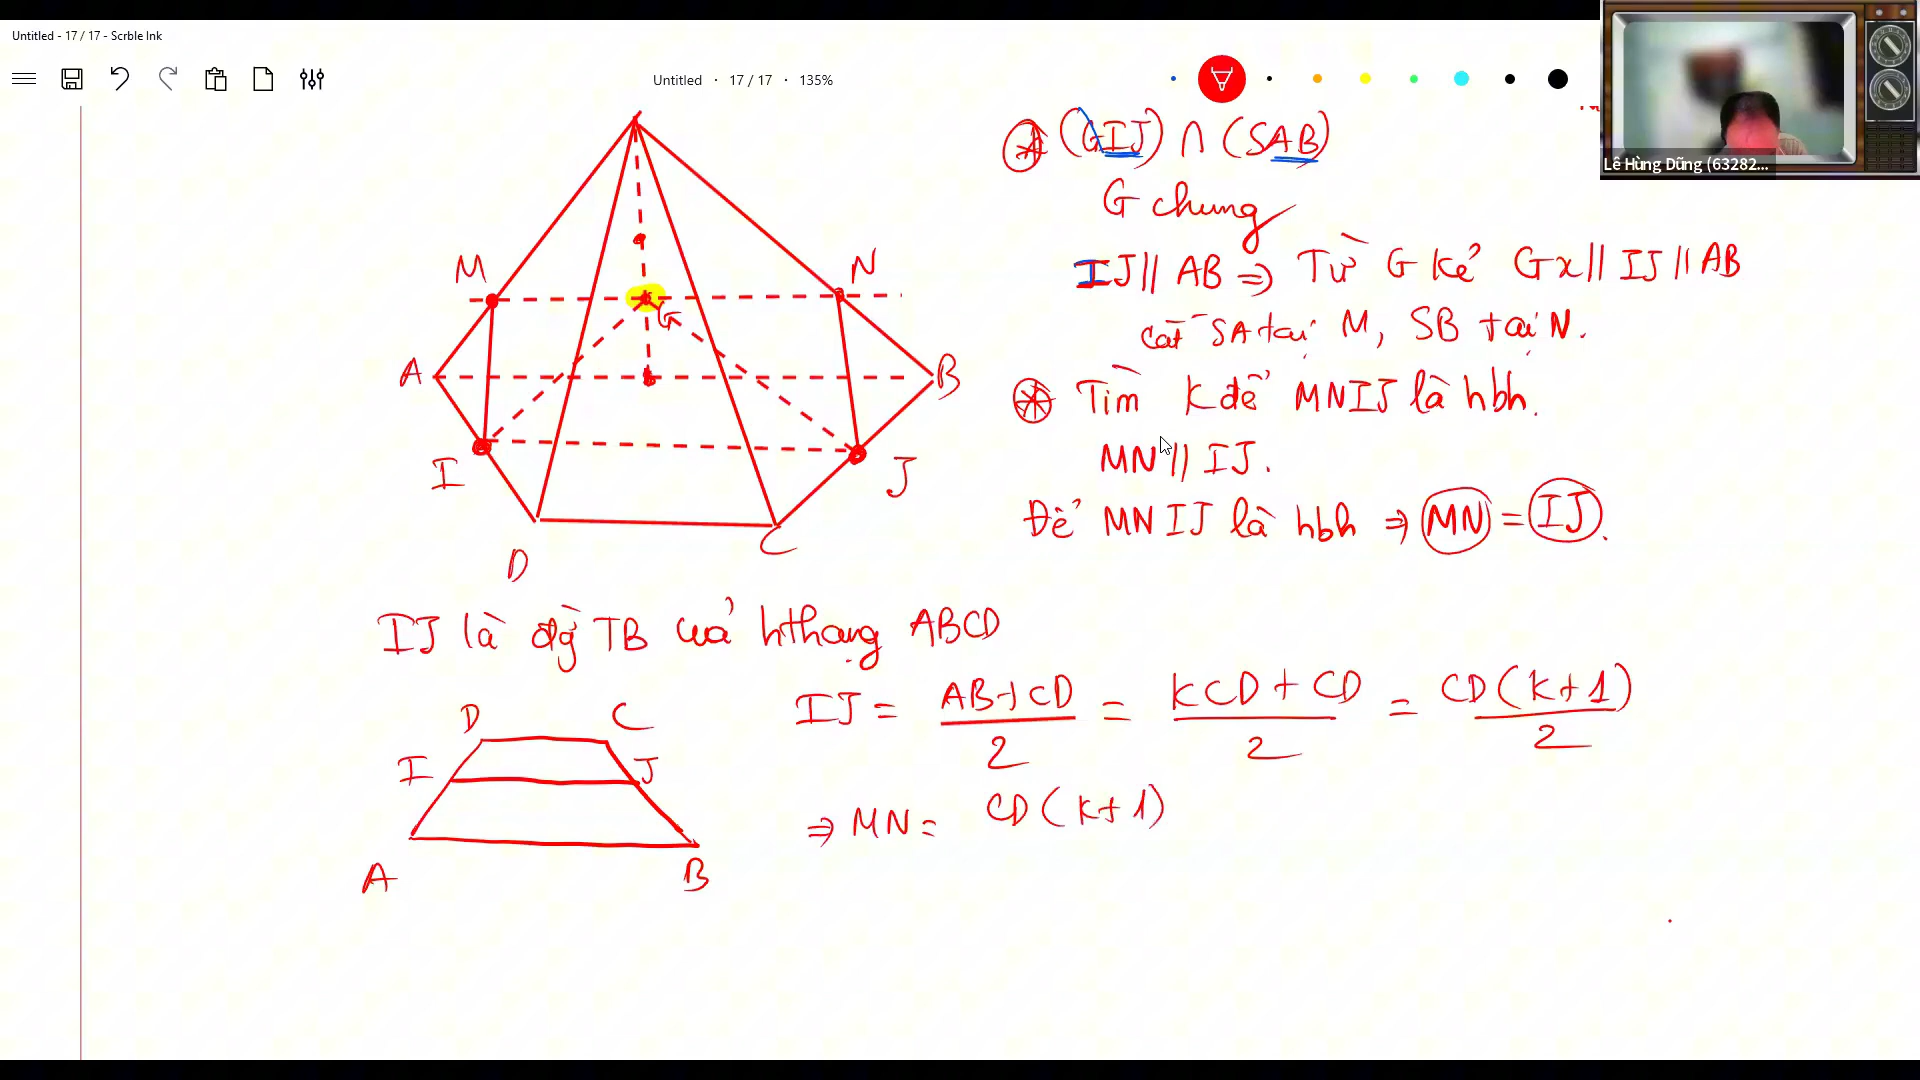 Untitled - 17 / 17 - Scrble Ink
Untitled · 17 / 17 · 135%
Lê Hùng Dũng (63282...
(GIJ) ∩ (SAB)
G chung
IJ // AB ⇒ Từ G kẻ Gx // IJ // AB
cắt SA tại M, SB tại N.
Tìm K để MNIJ là hbh.
MN // IJ.
Để MNIJ là hbh ⇒ MN = IJ.
M
N
G
A
B
I
J
D
C
IJ là đg TB của hthang ABCD
IJ = AB + CD / 2 = KCD + CD / 2 = CD(K+1) / 2
⇒ MN = CD(K+1)
D
C
I
J
A
B